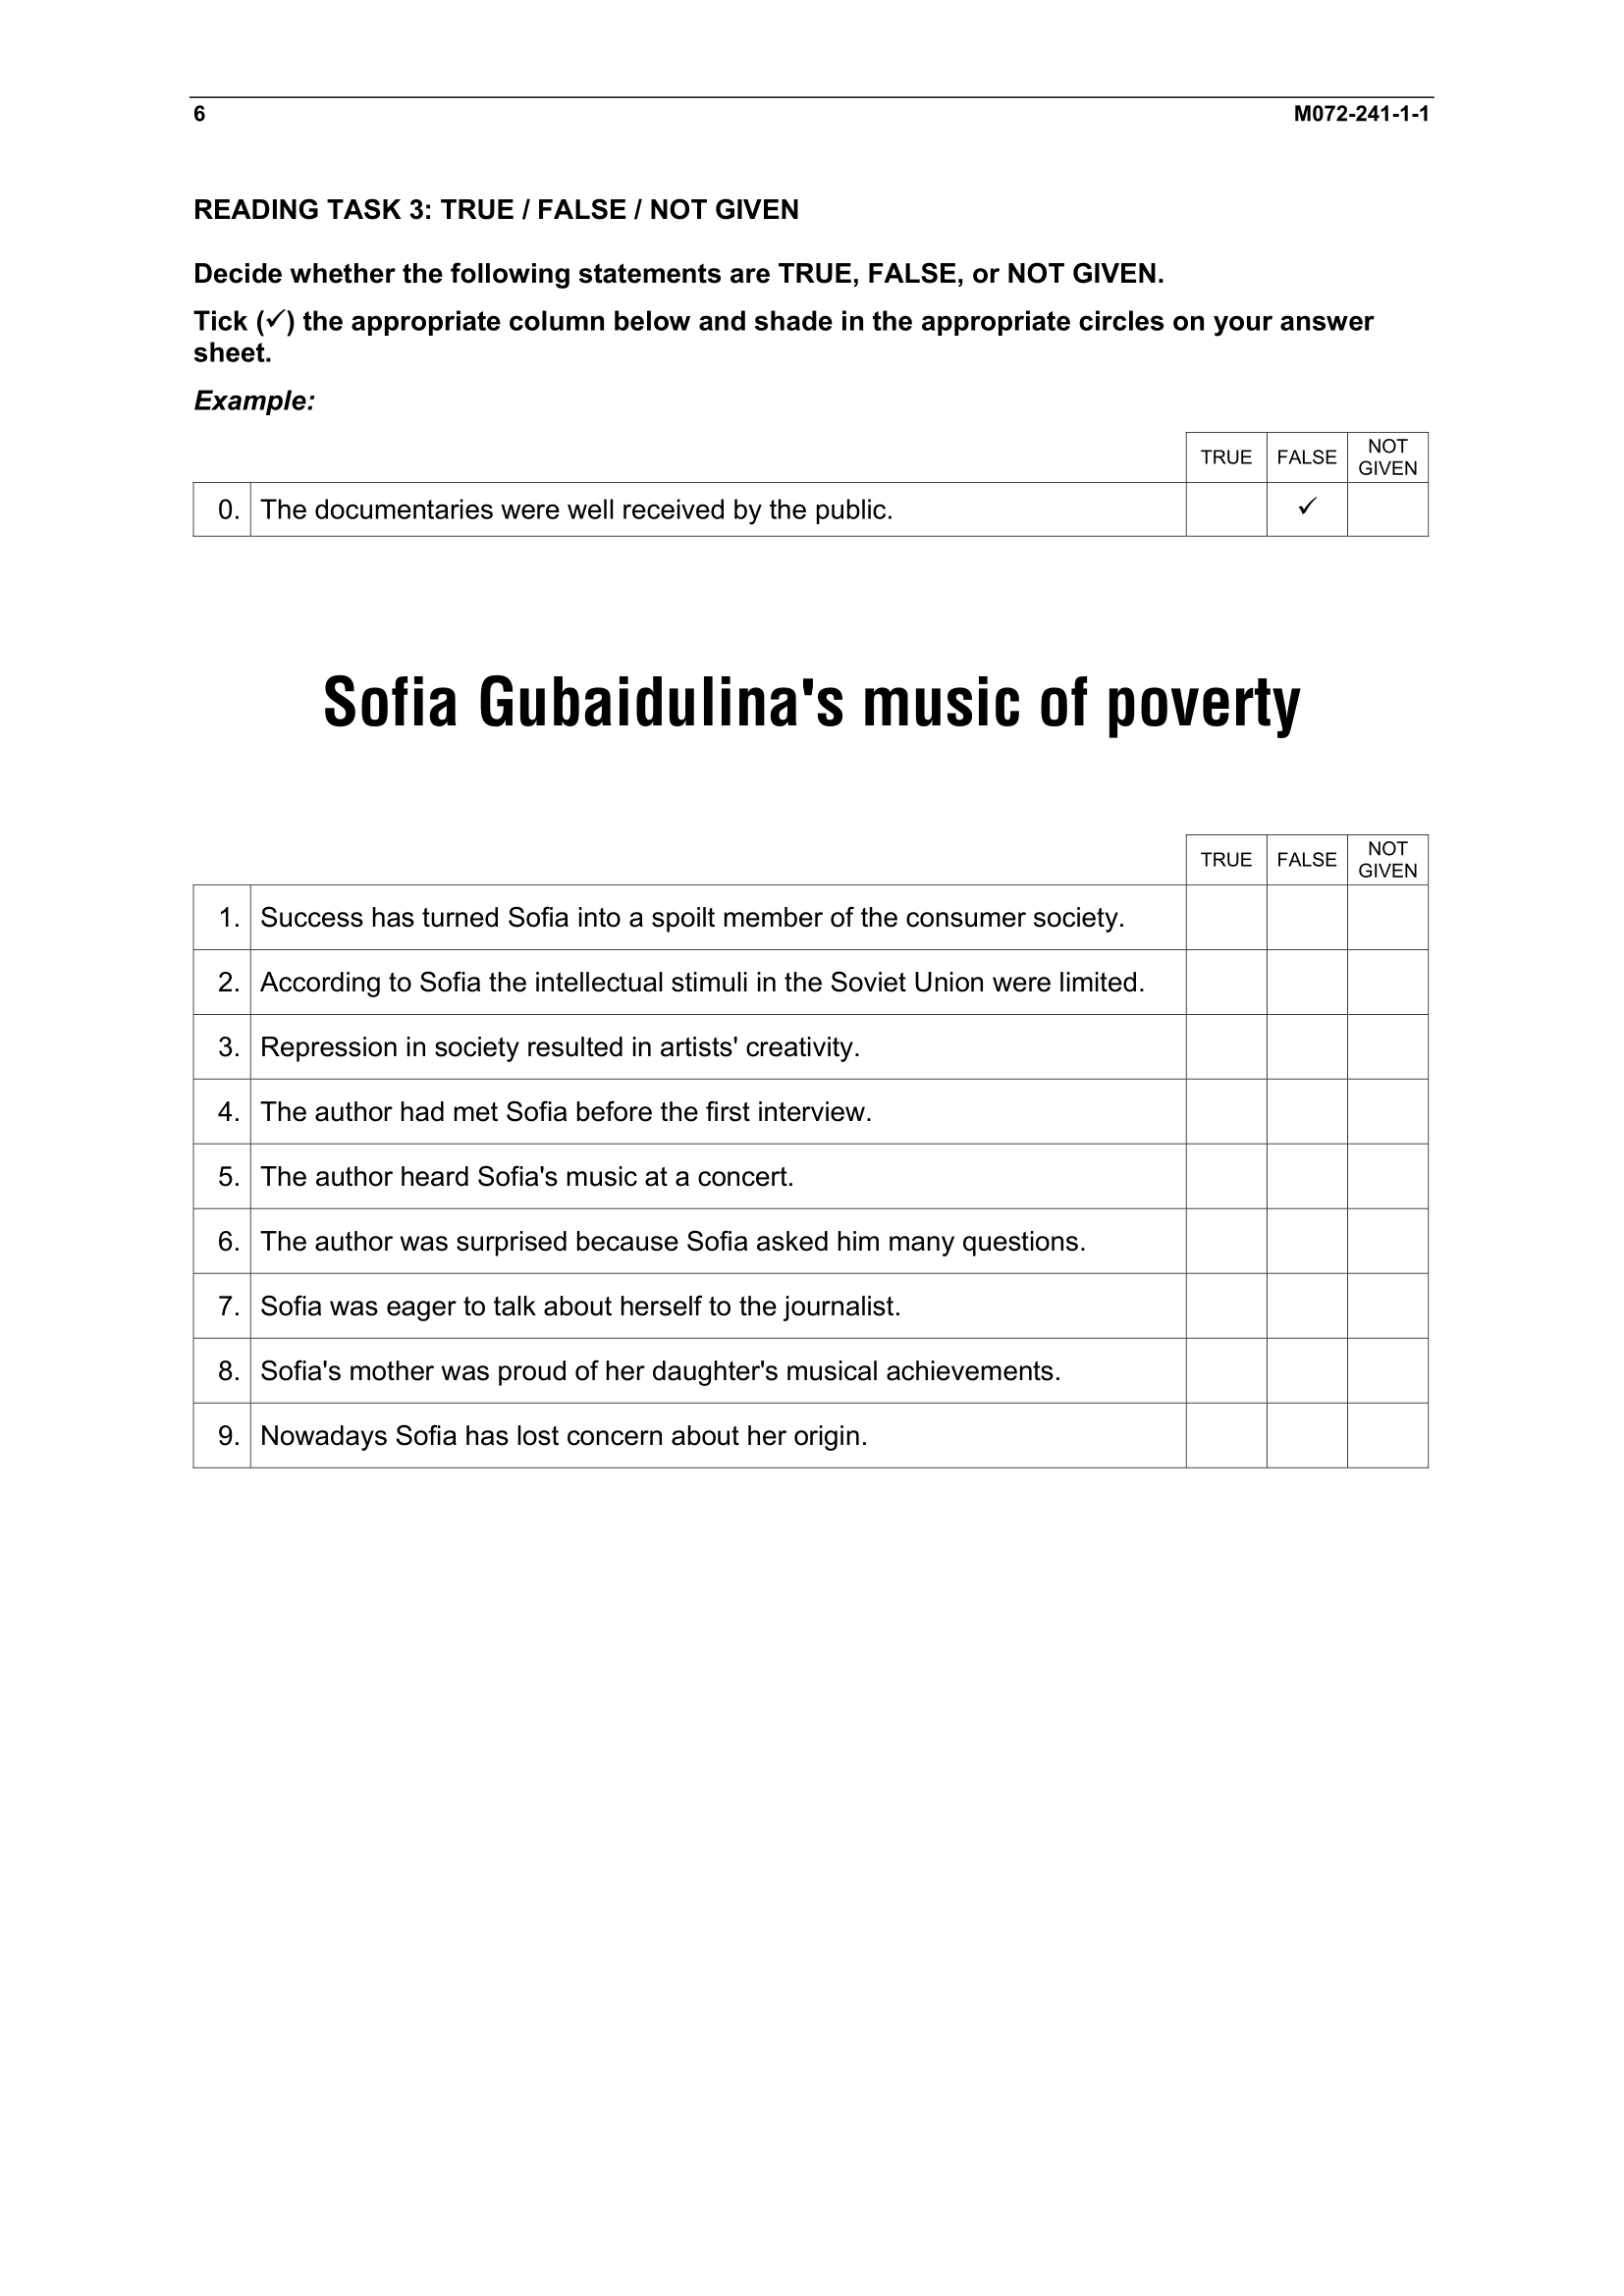 6 M072-241-1-1
READING TASK 3: TRUE / FALSE / NOT GIVEN
Decide whether the following statements are TRUE, FALSE, or NOT GIVEN.
Tick (✓) the appropriate column below and shade in the appropriate circles on your answer
sheet.
Example:
TRUE FALSE NOT GIVEN
0. The documentaries were well received by the public. ✓
Sofia Gubaidulina's music of poverty
TRUE FALSE NOT GIVEN
1. Success has turned Sofia into a spoilt member of the consumer society.
2. According to Sofia the intellectual stimuli in the Soviet Union were limited.
3. Repression in society resulted in artists' creativity.
4. The author had met Sofia before the first interview.
5. The author heard Sofia's music at a concert.
6. The author was surprised because Sofia asked him many questions.
7. Sofia was eager to talk about herself to the journalist.
8. Sofia's mother was proud of her daughter's musical achievements.
9. Nowadays Sofia has lost concern about her origin.